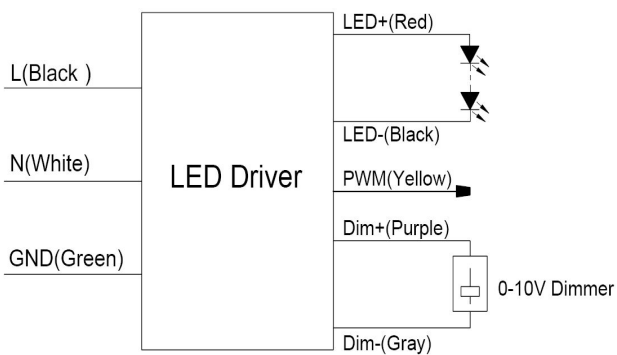 LED+(Red)
L(Black )
LED-(Black)
N(White)
LED Driver
PWM(Yellow)
Dim+(Purple)
GND(Green)
0-10V Dimmer
Dim-(Gray)